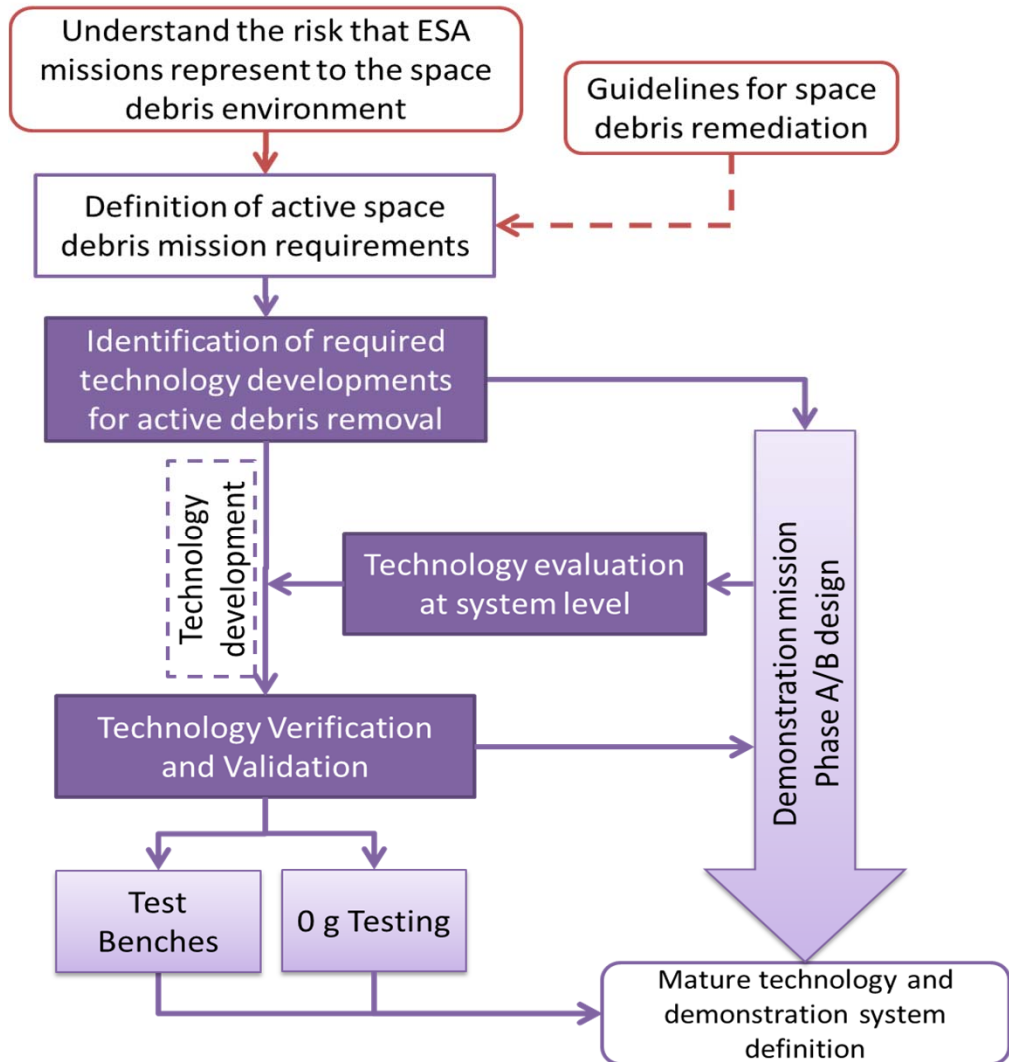 Understand the risk that ESA
missions represent to the space
debris environment
Guidelines for space
debris remediation
Definition of active space
debris mission requirements
Identification of required
technology developments
for active debris removal
Technology
development
Technology evaluation
at system level
Demonstration mission
Phase A/B design
Technology Verification
and Validation
Test
Benches
0 g Testing
Mature technology and
demonstration system
definition